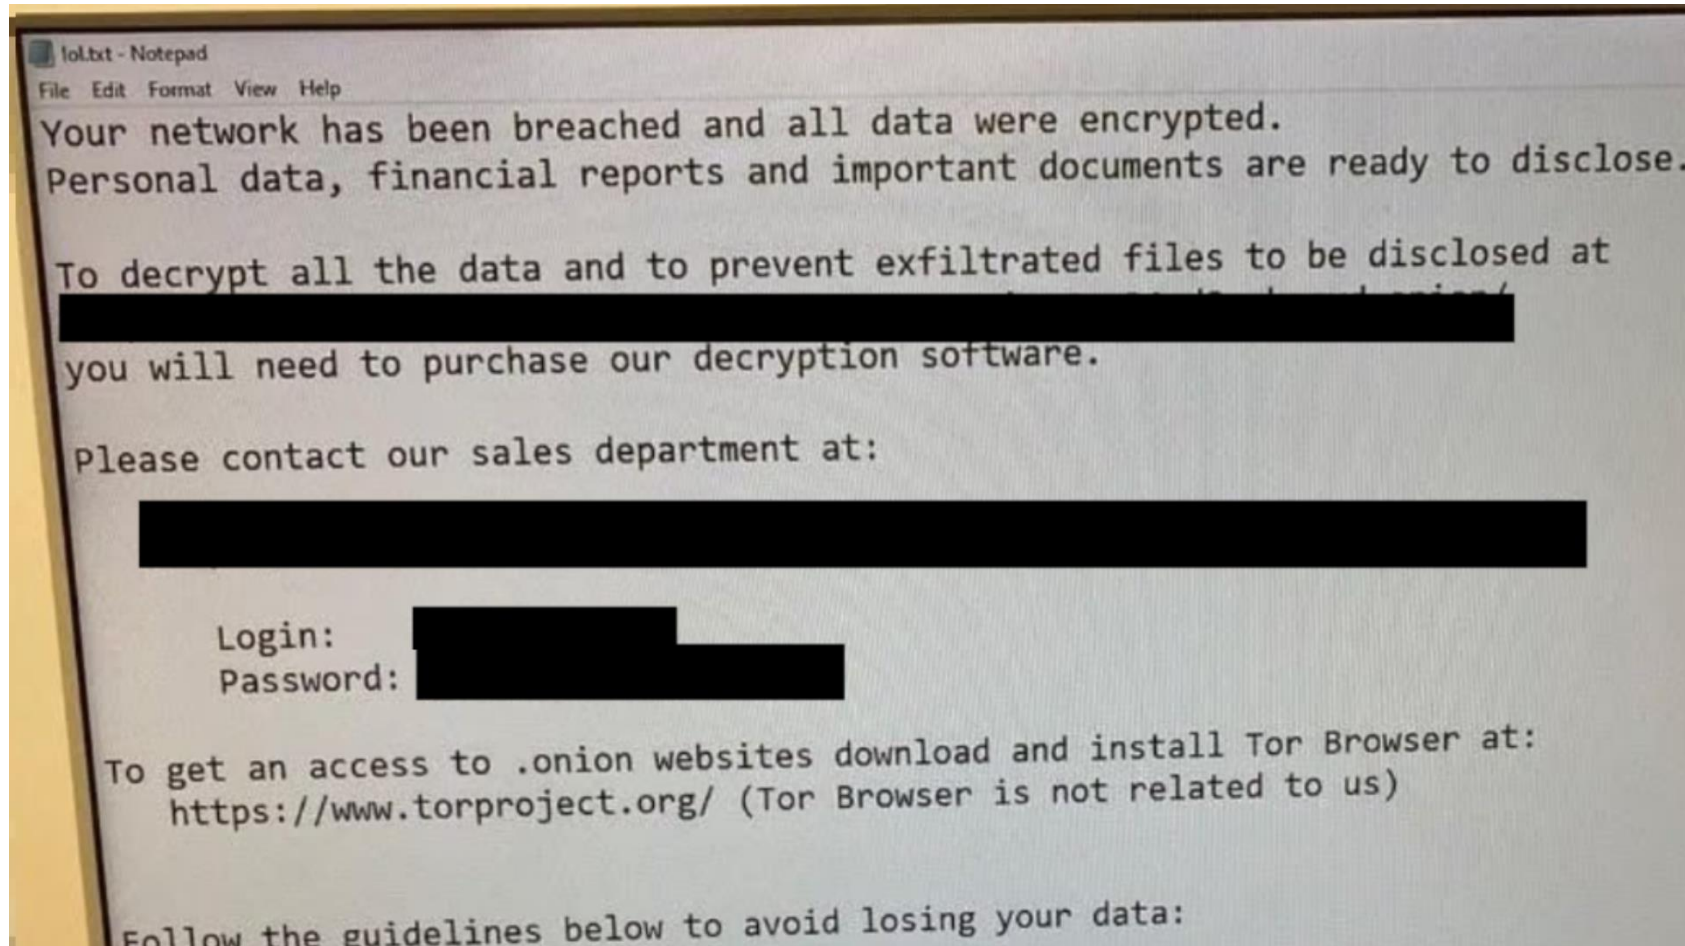 lol.txt - Notepad
File Edit Format View Help
Your network has been breached and all data were encrypted.
Personal data, financial reports and important documents are ready to disclose.
To decrypt all the data and to prevent exfiltrated files to be disclosed at
you will need to purchase our decryption software.
Please contact our sales department at:
Login:
Password:
To get an access to .onion websites download and install Tor Browser at:
https://www.torproject.org/ (Tor Browser is not related to us)
Follow the guidelines below to avoid losing your data: